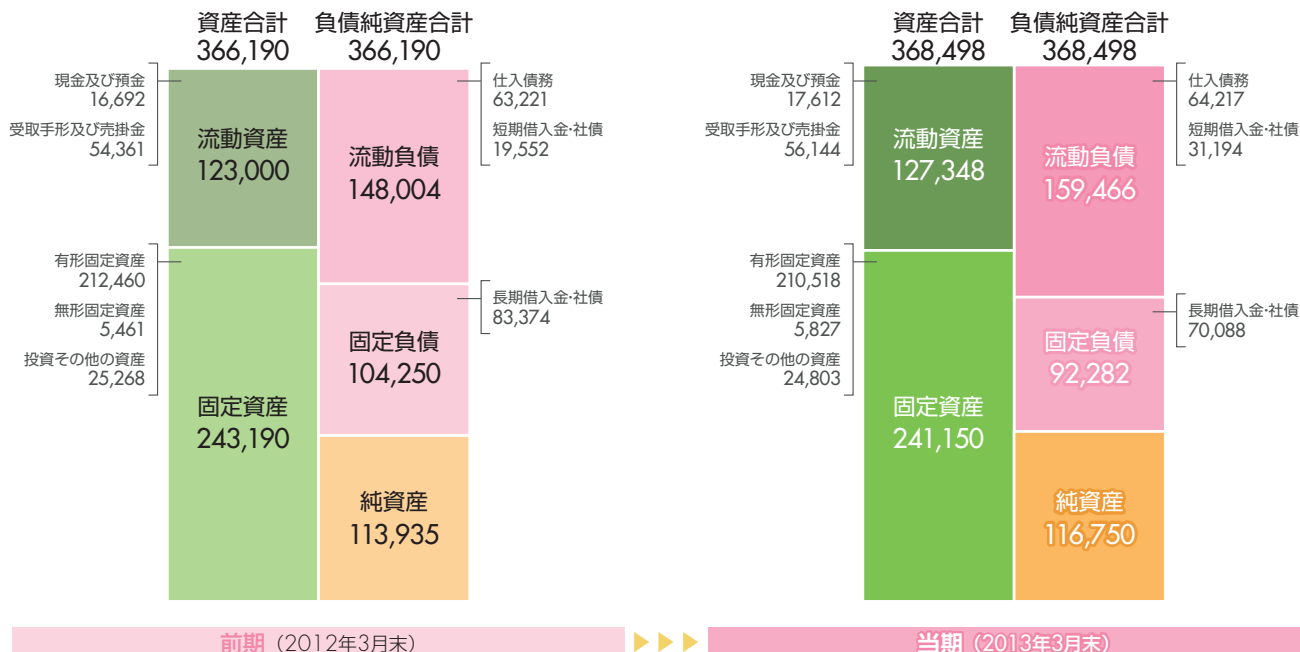 資産合計
366,190
負債純資産合計
366,190
現金及び預金
16,692
受取手形及び売掛金
54,361
流動資産
123,000
有形固定資産
212,460
無形固定資産
5,461
投資その他の資産
25,268
固定資産
243,190
流動負債
148,004
仕入債務
63,221
短期借入金・社債
19,552
固定負債
104,250
長期借入金・社債
83,374
純資産
113,935
前期（2012年3月末）
資産合計
368,498
負債純資産合計
368,498
現金及び預金
17,612
受取手形及び売掛金
56,144
流動資産
127,348
有形固定資産
210,518
無形固定資産
5,827
投資その他の資産
24,803
固定資産
241,150
流動負債
159,466
仕入債務
64,217
短期借入金・社債
31,194
固定負債
92,282
長期借入金・社債
70,088
純資産
116,750
当期（2013年3月末）